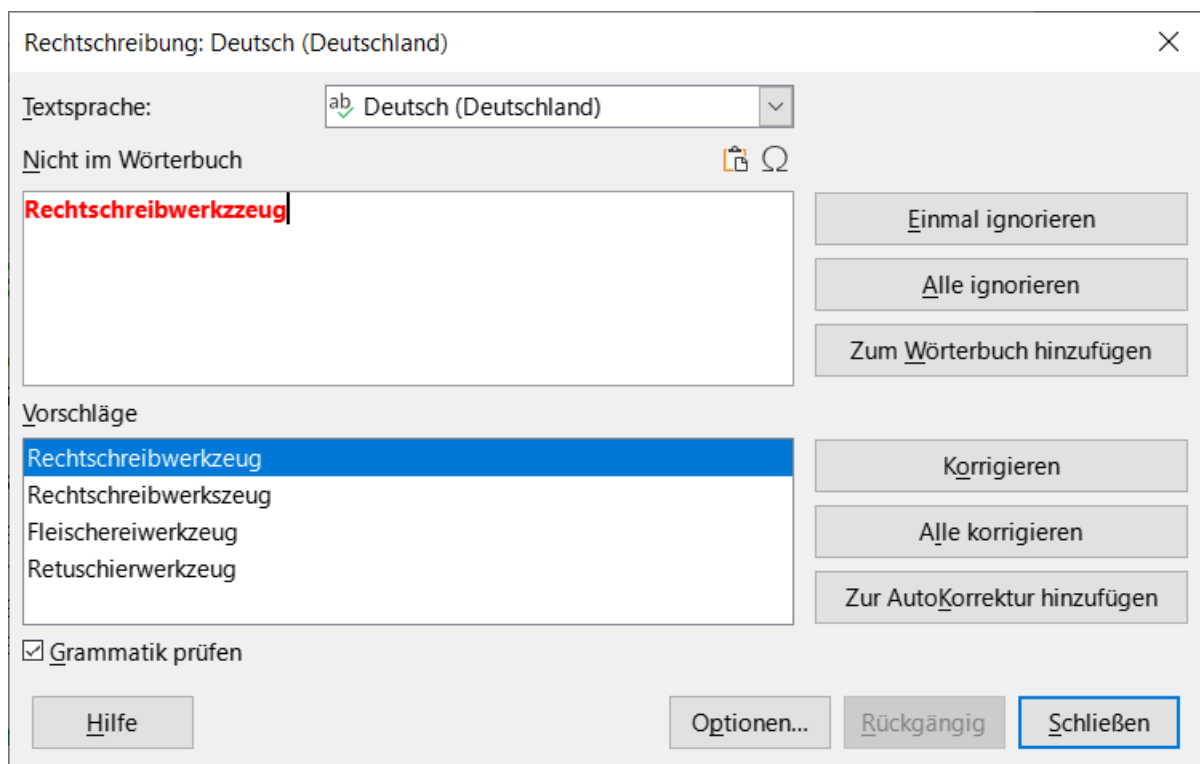 Rechtschreibung: Deutsch (Deutschland)
Textsprache:
ab Deutsch (Deutschland)
Nicht im Wörterbuch
Rechtschreibwerkzzeug
Einmal ignorieren
Alle ignorieren
Zum Wörterbuch hinzufügen
Vorschläge
Rechtschreibwerkzeug
Rechtschreibwerkszeug
Fleischereiwerkzeug
Retuschierwerkzeug
Korrigieren
Alle korrigieren
Zur AutoKorrektur hinzufügen
Grammatik prüfen
Hilfe
Optionen...
Rückgängig
Schließen